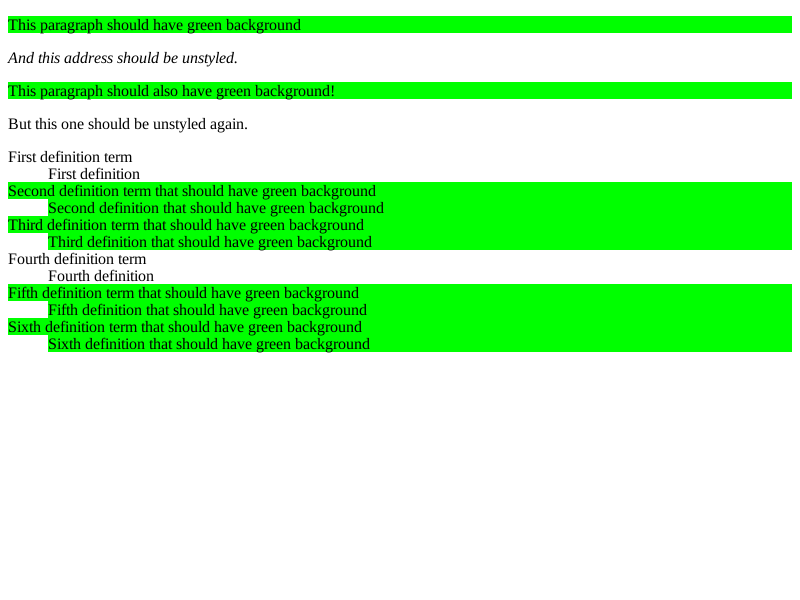 This paragraph should have green background
And this address should be unstyled.
This paragraph should also have green background!
But this one should be unstyled again.
First definition term
First definition
Second definition term that should have green background
Second definition that should have green background
Third definition term that should have green background
Third definition that should have green background
Fourth definition term
Fourth definition
Fifth definition term that should have green background
Fifth definition that should have green background
Sixth definition term that should have green background
Sixth definition that should have green background